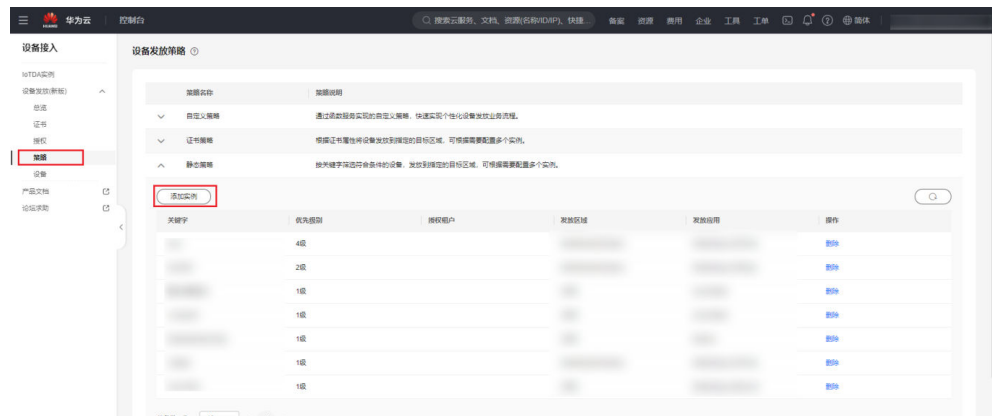 华为云 控制台 搜索云服务、文档、资源(名称/ID/IP)、快捷... 备案 资源 费用 企业 工具 工单 简体
设备接入
IoTDA实例
设备发放(新版)
总览
证书
授权
策略
设备
产品文档
论坛求助
设备发放策略
策略名称 策略说明
自定义策略 通过函数服务实现的自定义策略，快速实现个性化设备发放业务流程。
证书策略 根据证书属性将设备发放到指定的目标区域，可根据需要配置多个实例。
静态策略 按关键字筛选符合条件的设备，发放到指定的目标区域，可根据需要配置多个实例。
添加实例
关键字 优先级别 授权租户 发放区域 发放应用 操作
4级 删除
2级 删除
1级 删除
1级 删除
1级 删除
1级 删除
1级 删除